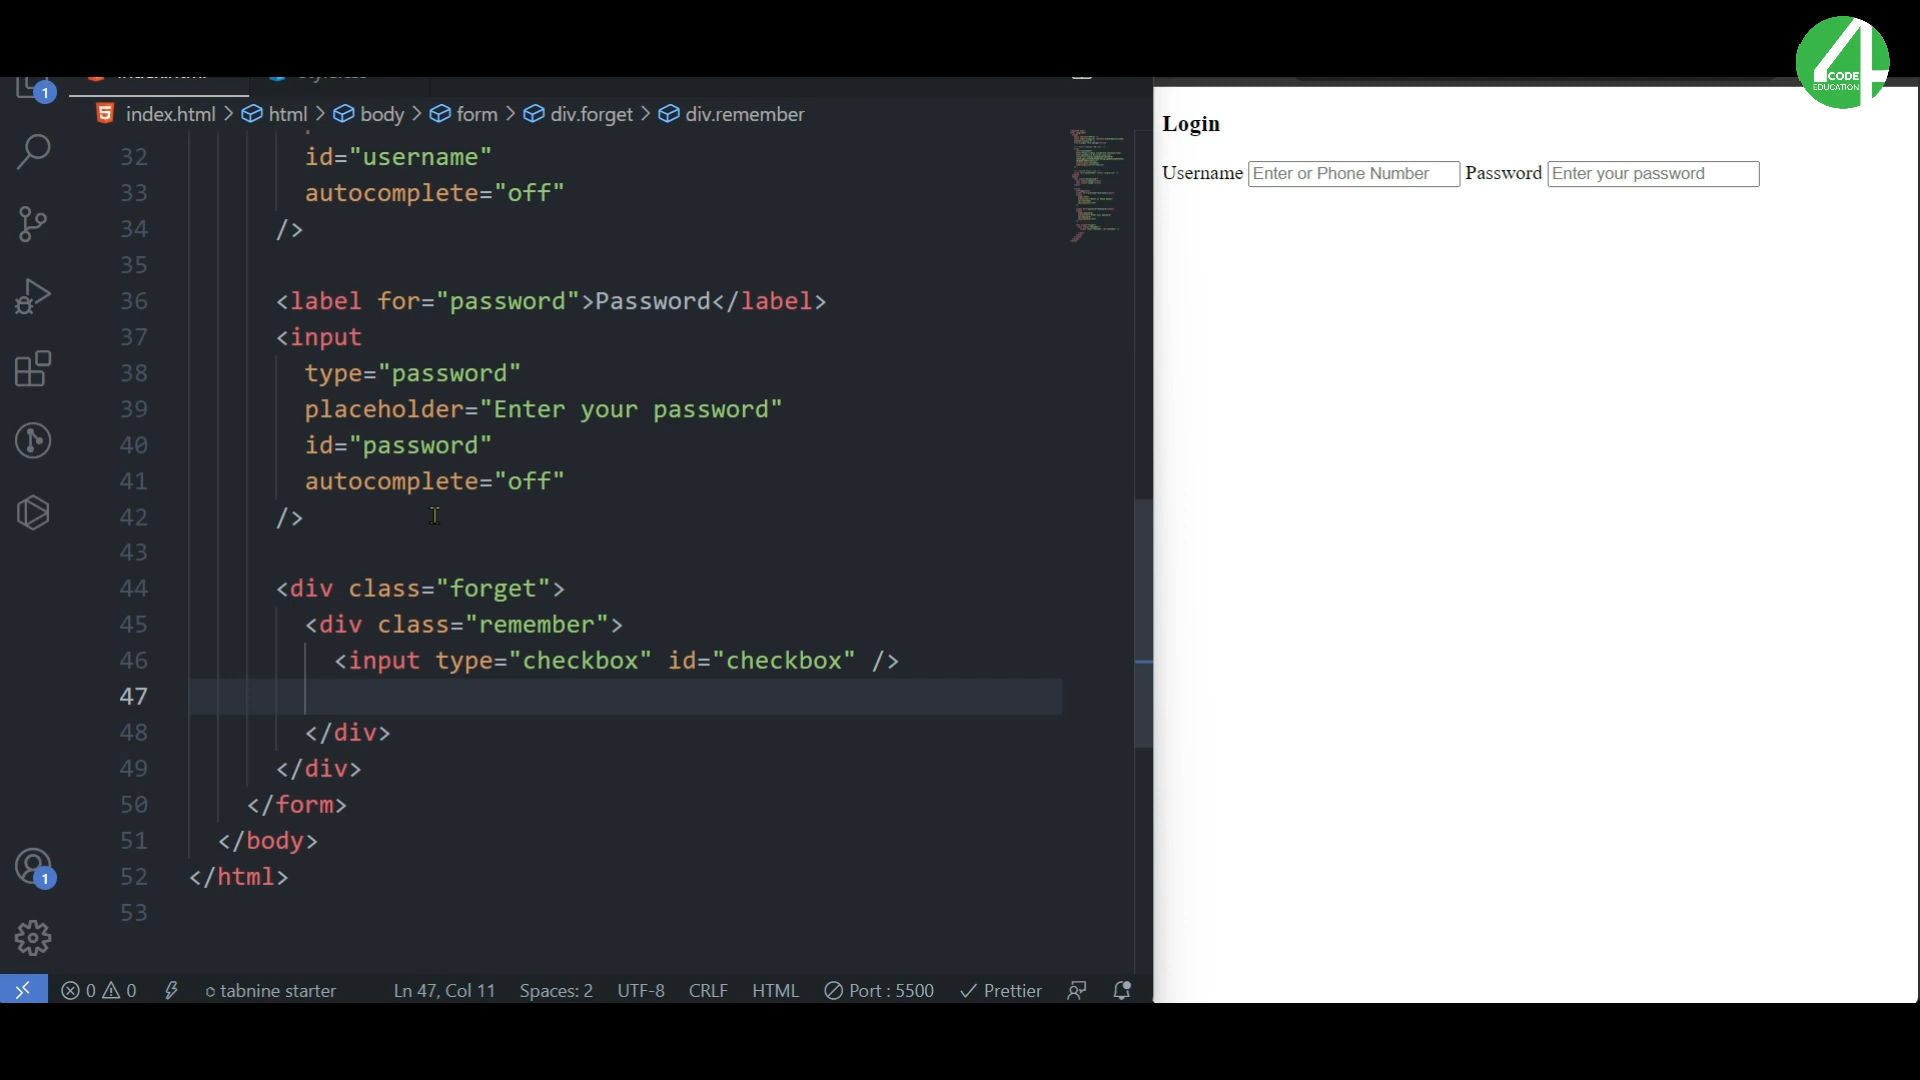 4
CODE
EDUCATION
1
index.html > html > body > form > div.forget > div.remember
32 id="username"
33 autocomplete="off"
34 />
35
36 <label for="password">Password</label>
37 <input
38 type="password"
39 placeholder="Enter your password"
40 id="password"
41 autocomplete="off"
42 />
43
44 <div class="forget">
45 <div class="remember">
46 <input type="checkbox" id="checkbox" />
47
48 </div>
49 </div>
50 </form>
51 </body>
52 </html>
53
1
0 0 tabnine starter Ln 47, Col 11 Spaces: 2 UTF-8 CRLF HTML Port : 5500 Prettier
Login
Username Enter or Phone Number Password Enter your password